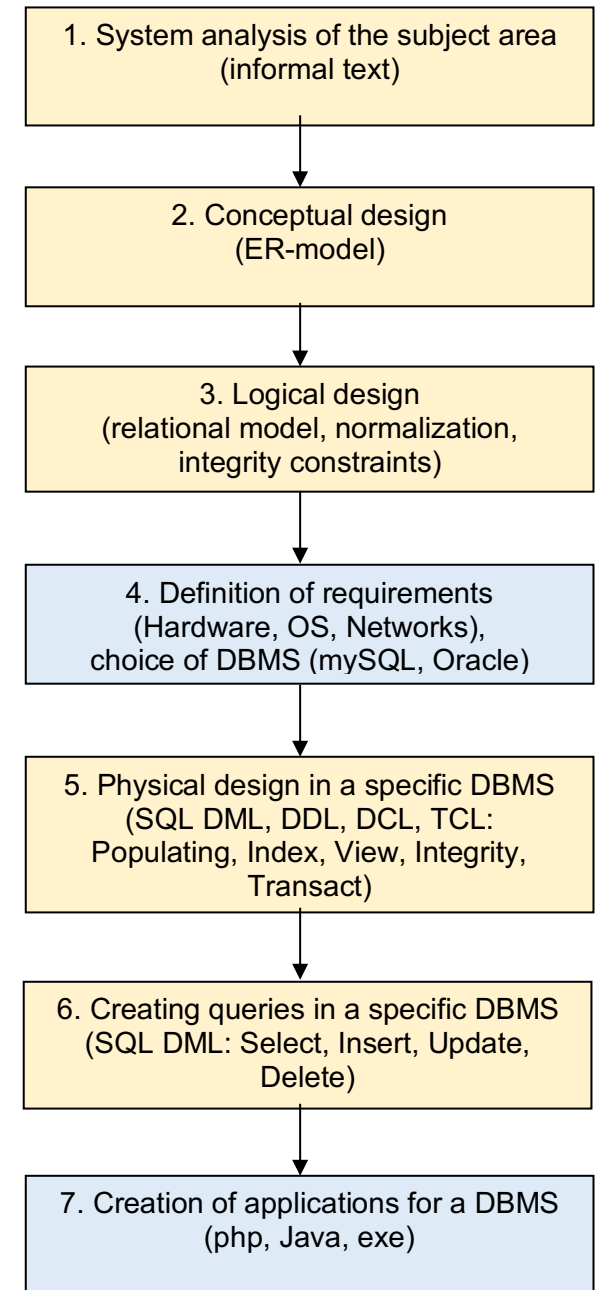 1. System analysis of the subject area
(informal text)
2. Conceptual design
(ER-model)
3. Logical design
(relational model, normalization,
integrity constraints)
4. Definition of requirements
(Hardware, OS, Networks),
choice of DBMS (mySQL, Oracle)
5. Physical design in a specific DBMS
(SQL DML, DDL, DCL, TCL:
Populating, Index, View, Integrity,
Transact)
6. Creating queries in a specific DBMS
(SQL DML: Select, Insert, Update,
Delete)
7. Creation of applications for a DBMS
(php, Java, exe)